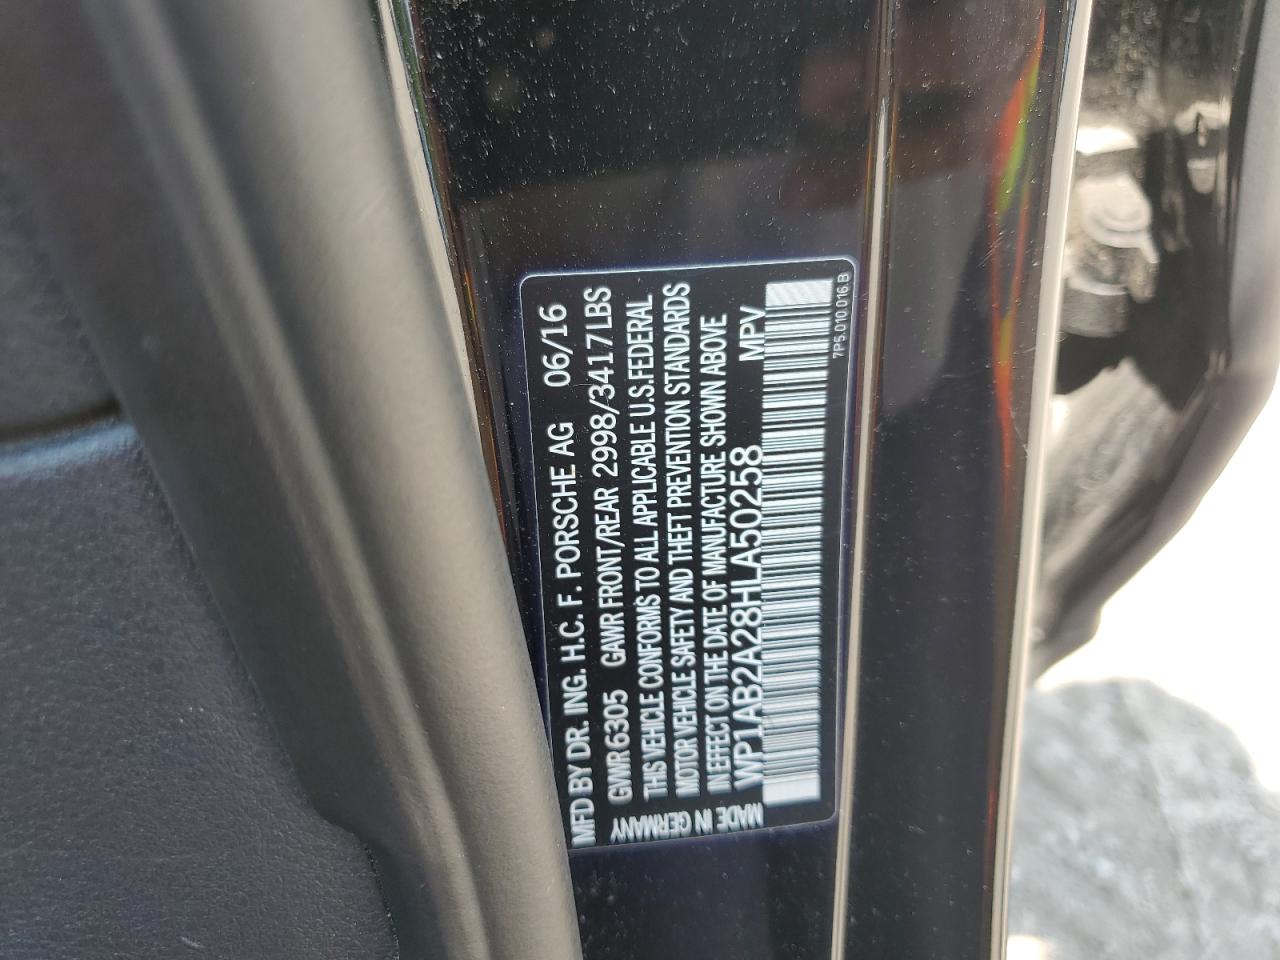 MFD BY DR. ING. H.C. F. PORSCHE AG 06/16
GVWR 6305 GAWR FRONT/REAR 2998/3417LBS
THIS VEHICLE CONFORMS TO ALL APPLICABLE U.S.FEDERAL
MOTOR VEHICLE SAFETY AND THEFT PREVENTION STANDARDS
IN EFFECT ON THE DATE OF MANUFACTURE SHOWN ABOVE
WP1AB2A28HLA50258 MPV
7P5.010.016.B
MADE IN GERMANY